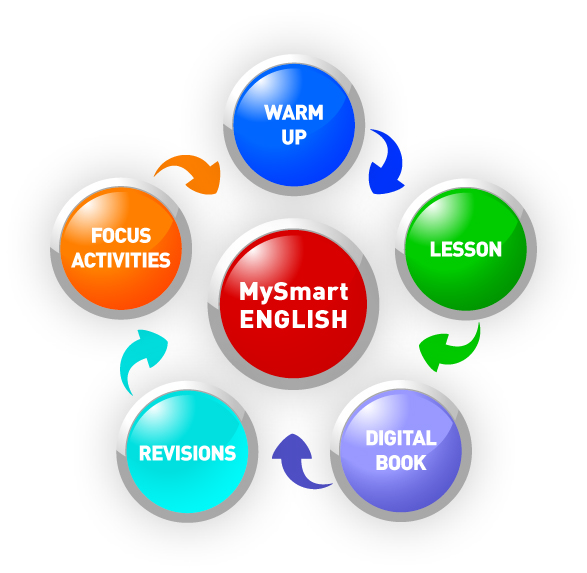 WARM
UP
LESSON
DIGITAL
BOOK
REVISIONS
FOCUS
ACTIVITIES
MySmart
ENGLISH